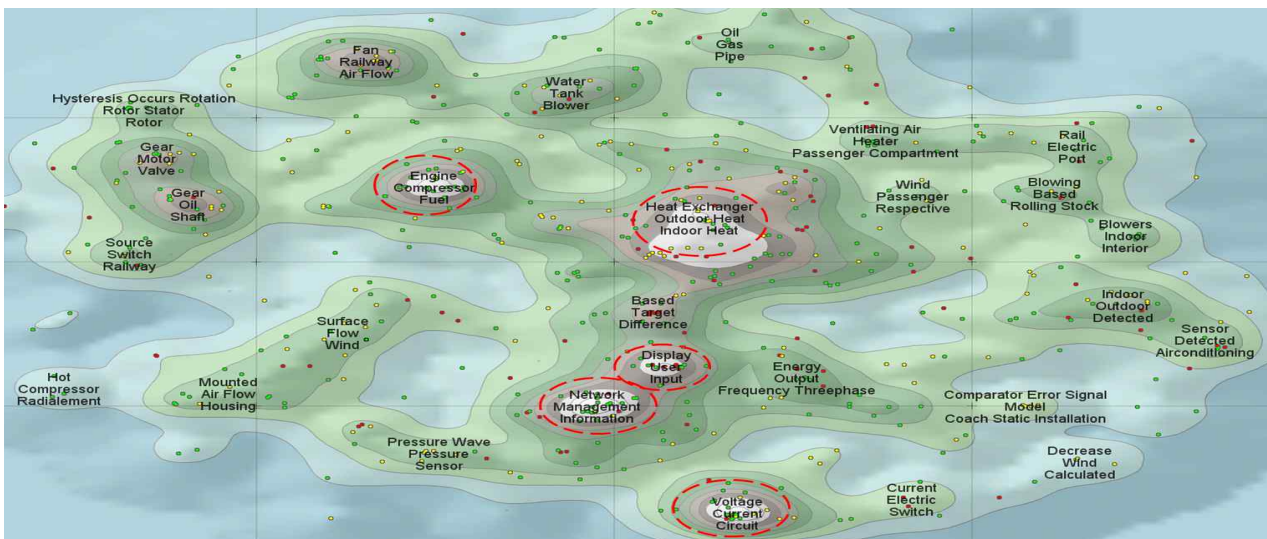 Oil
Gas
Pipe
Fan
Railway
Air Flow
Water
Tank
Blower
Hysteresis Occurs Rotation
Rotor Stator
Rotor
Ventilating Air
Heater
Passenger Compartment
Rail
Electric
Port
Gear
Motor
Valve
Engine
Compressor
Fuel
Gear
Oil
Shaft
Heat Exchanger
Outdoor Heat
Indoor Heat
Wind
Passenger
Respective
Blowing
Based
Rolling Stock
Blowers
Indoor
Interior
Source
Switch
Railway
Based
Target
Difference
Indoor
Outdoor
Detected
Surface
Flow
Wind
Sensor
Detected
Airconditioning
Display
User
Input
Energy
Output
Frequency Threephase
Hot
Compressor
Radialement
Mounted
Air Flow
Housing
Network
Management
Information
Comparator Error Signal
Model
Coach Static Installation
Pressure Wave
Pressure
Sensor
Decrease
Wind
Calculated
Current
Electric
Switch
Voltage
Current
Circuit